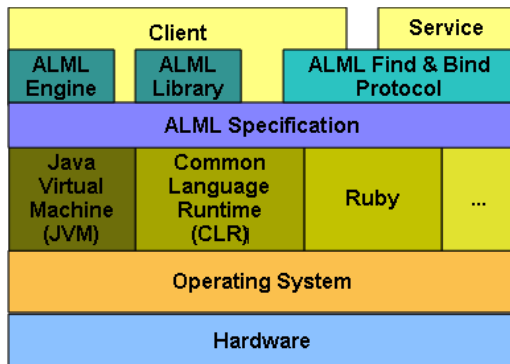 Client
Service
ALML
Engine
ALML
Library
ALML Find & Bind
Protocol
ALML Specification
Java
Virtual
Machine
(JVM)
Common
Language
Runtime
(CLR)
Ruby
...
Operating System
Hardware